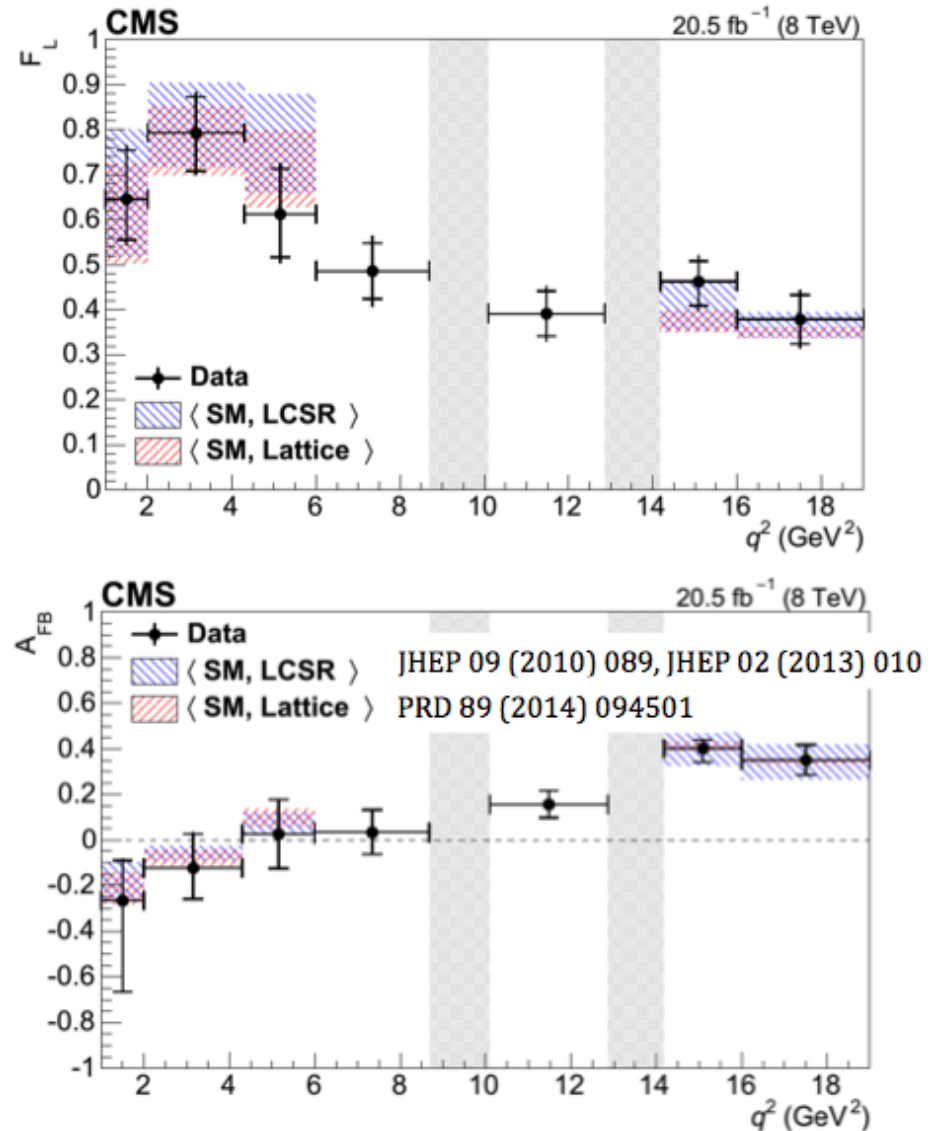 CMS 20.5 fb⁻¹ (8 TeV)
F_L
1
0.9
0.8
0.7
0.6
0.5
0.4
0.3
0.2
0.1
0
Data
⟨ SM, LCSR ⟩
⟨ SM, Lattice ⟩
2 4 6 8 10 12 14 16 18
q² (GeV²)
CMS 20.5 fb⁻¹ (8 TeV)
A_FB
1
0.8
0.6
0.4
0.2
0
-0.2
-0.4
-0.6
-0.8
-1
Data
⟨ SM, LCSR ⟩ JHEP 09 (2010) 089, JHEP 02 (2013) 010
⟨ SM, Lattice ⟩ PRD 89 (2014) 094501
2 4 6 8 10 12 14 16 18
q² (GeV²)